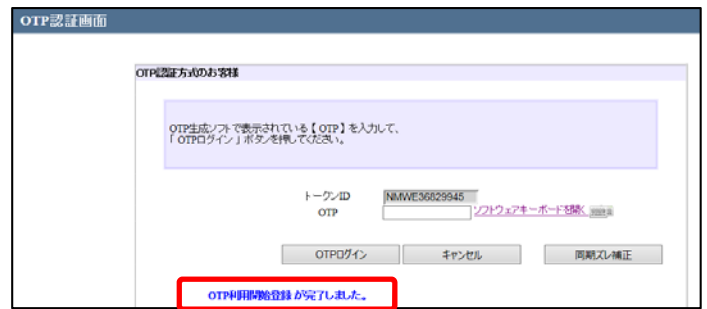 OTP認証画面
OTP認証方式のお客様
OTP生成ソフトで表示されている【OTP】を入力して、
「OTPログイン」ボタンを押してください。
トークンID NMWE36829945
OTP ソフトウェアキーボードを開く
OTPログイン キャンセル 同期ズレ補正
OTP利用開始登録が完了しました。